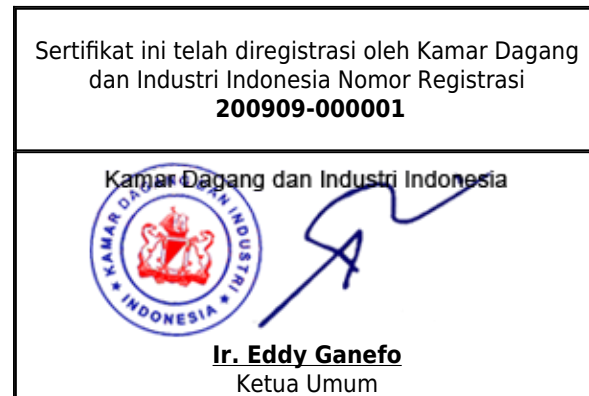 Sertifikat ini telah diregistrasi oleh Kamar Dagang
dan Industri Indonesia Nomor Registrasi
200909-000001
Kamar Dagang dan Industri Indonesia
KAMAR DAGANG DAN INDUSTRI
INDONESIA
Ir. Eddy Ganefo
Ketua Umum